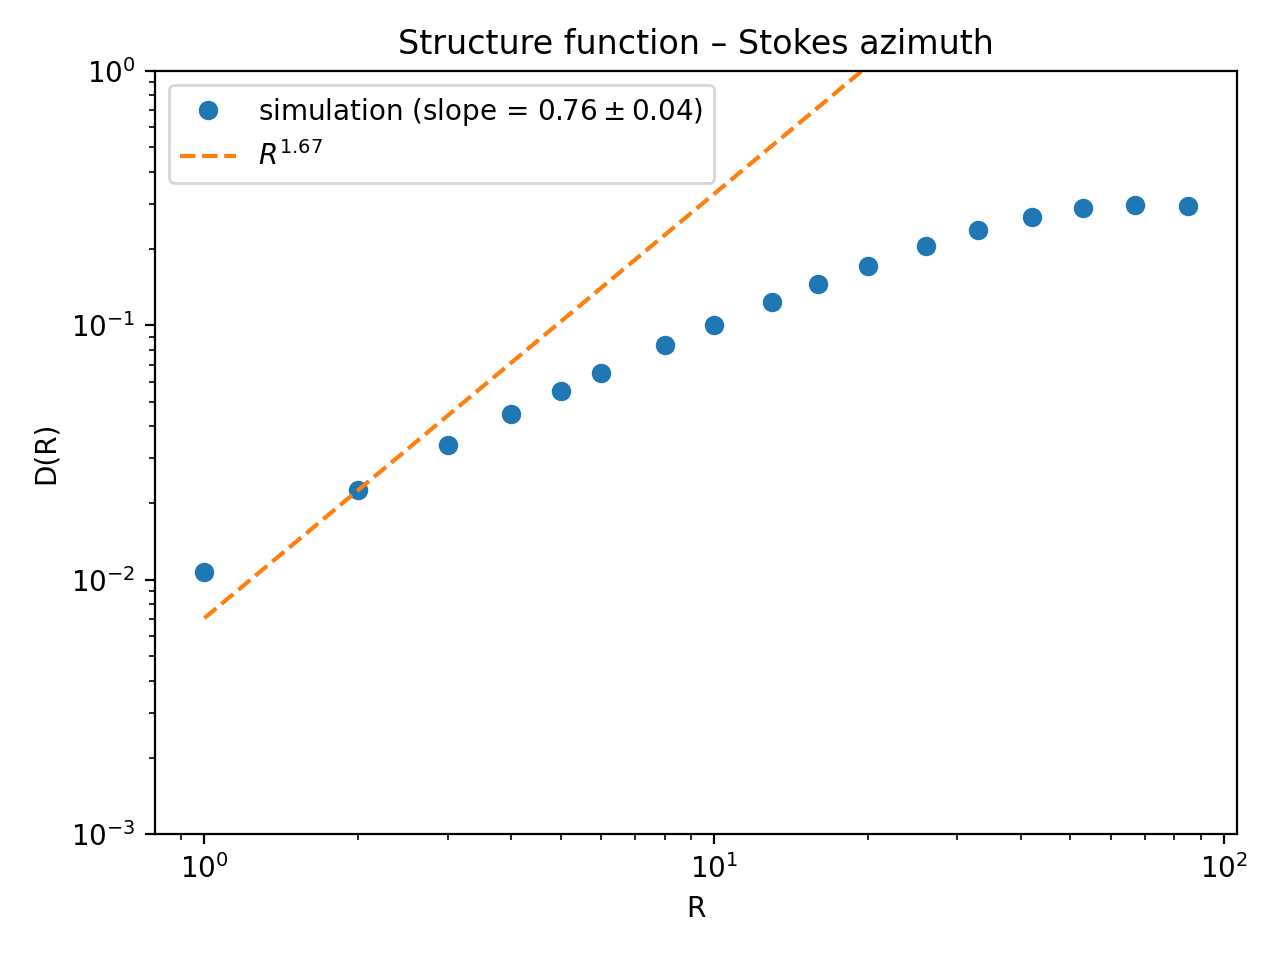 Structure function – Stokes azimuth
simulation (slope = 0.76 ± 0.04)
R^{1.67}
10^0
10^{-1}
10^{-2}
10^{-3}
D(R)
10^0
10^1
10^2
R